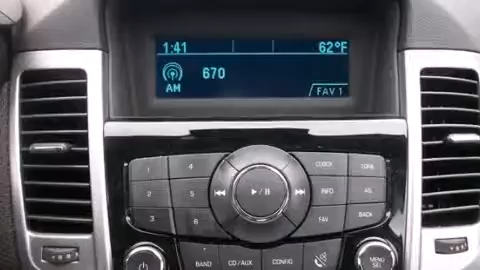 1:41 62°F
670
AM FAV 1
1 4 CLOCK TONE
2 5 INFO AS
3 6 FAV BACK
BAND CD/AUX CONFIG MENU
SEL